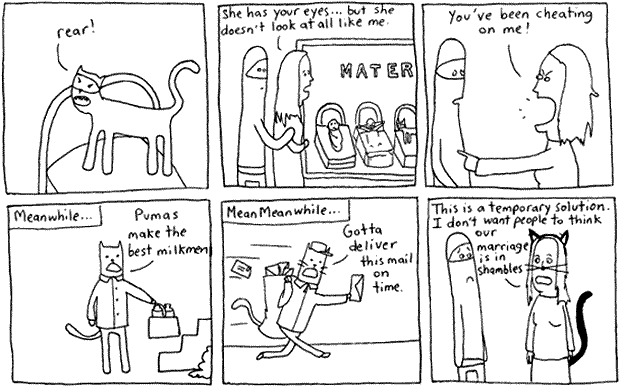 rear!
She has your eyes... but she
doesn't look at all like me.
MATER
You've been cheating
on me!
Meanwhile...
Pumas
make the
best milkmen
MeanMeanwhile...
Gotta
deliver
this mail
on
time.
This is a temporary solution.
I don't want people to think
our
marriage
is in
shambles